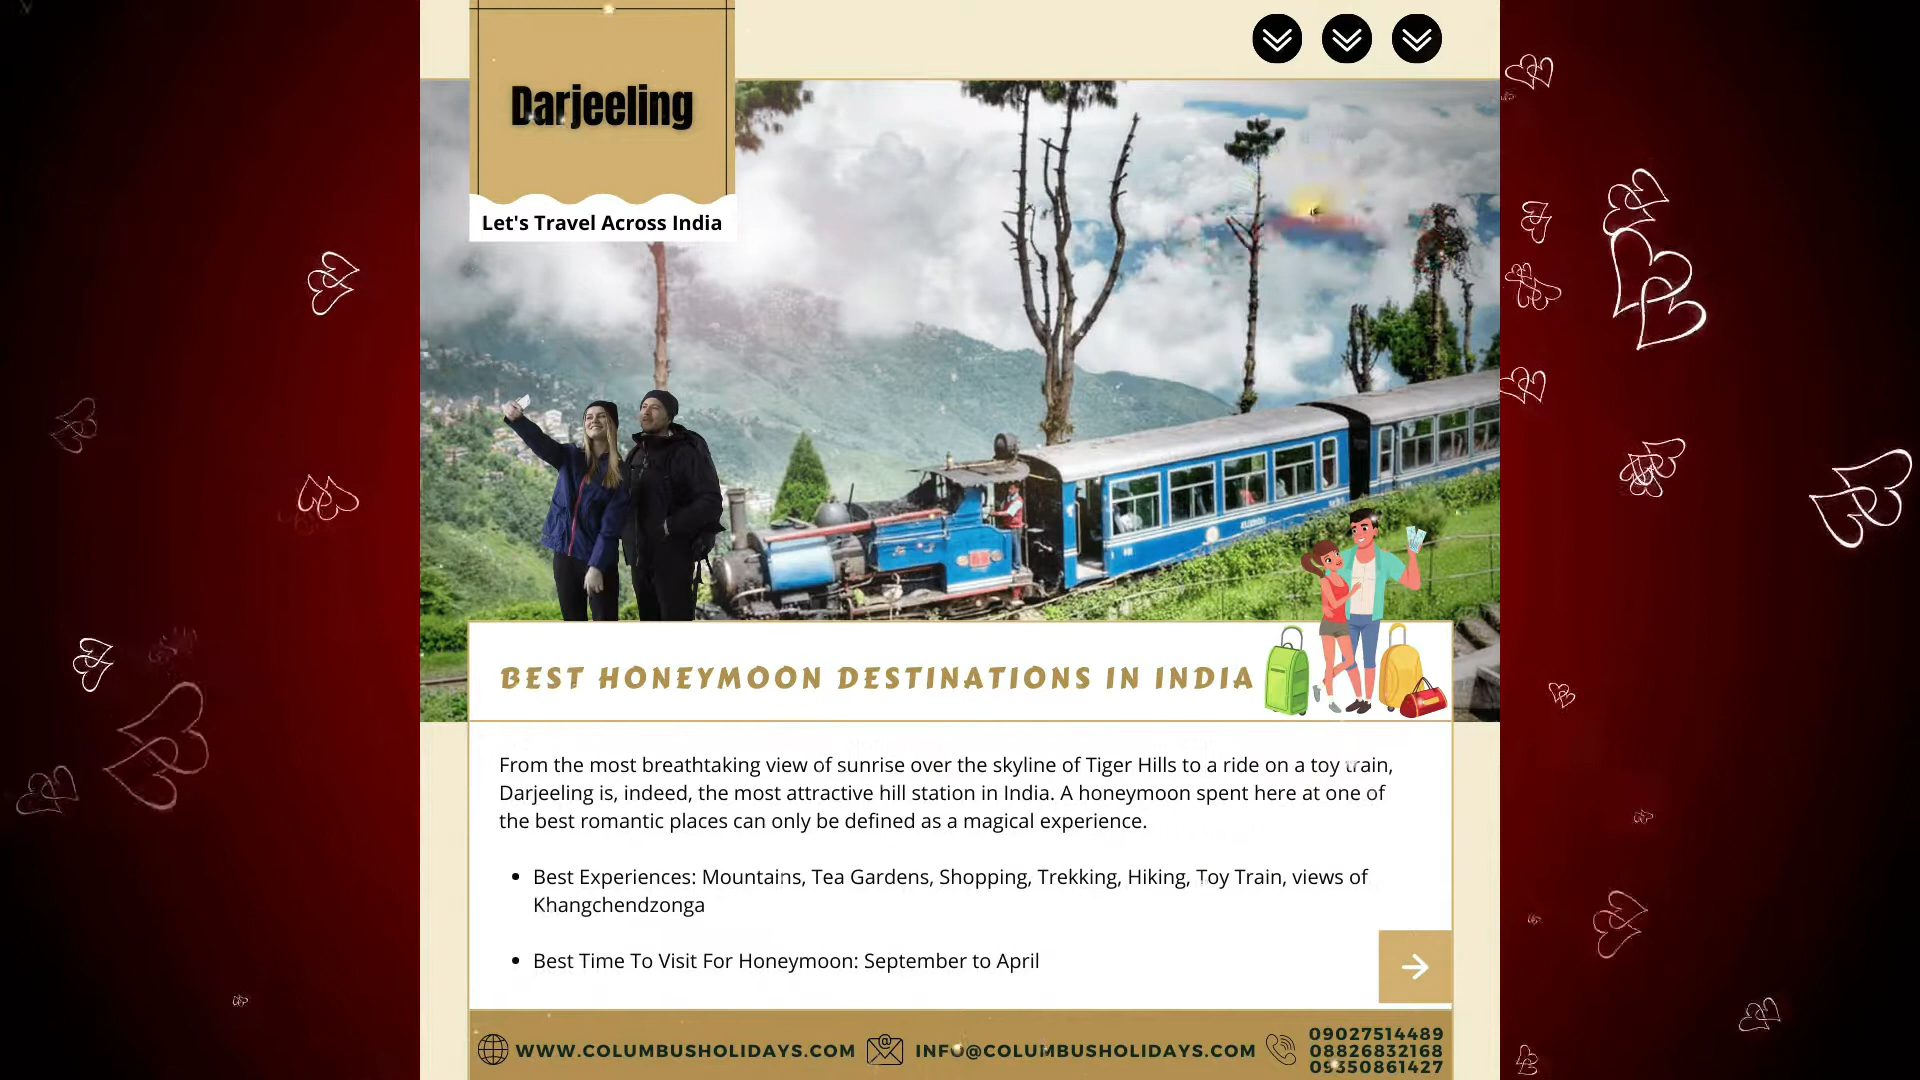 Darjeeling
Let's Travel Across India
BEST HONEYMOON DESTINATIONS IN INDIA
From the most breathtaking view of sunrise over the skyline of Tiger Hills to a ride on a toy train,
Darjeeling is, indeed, the most attractive hill station in India. A honeymoon spent here at one of
the best romantic places can only be defined as a magical experience.
• Best Experiences: Mountains, Tea Gardens, Shopping, Trekking, Hiking, Toy Train, views of
Khangchendzonga
• Best Time To Visit For Honeymoon: September to April
WWW.COLUMBUSHOLIDAYS.COM
INFO@COLUMBUSHOLIDAYS.COM
09027514489
08826832168
09350861427